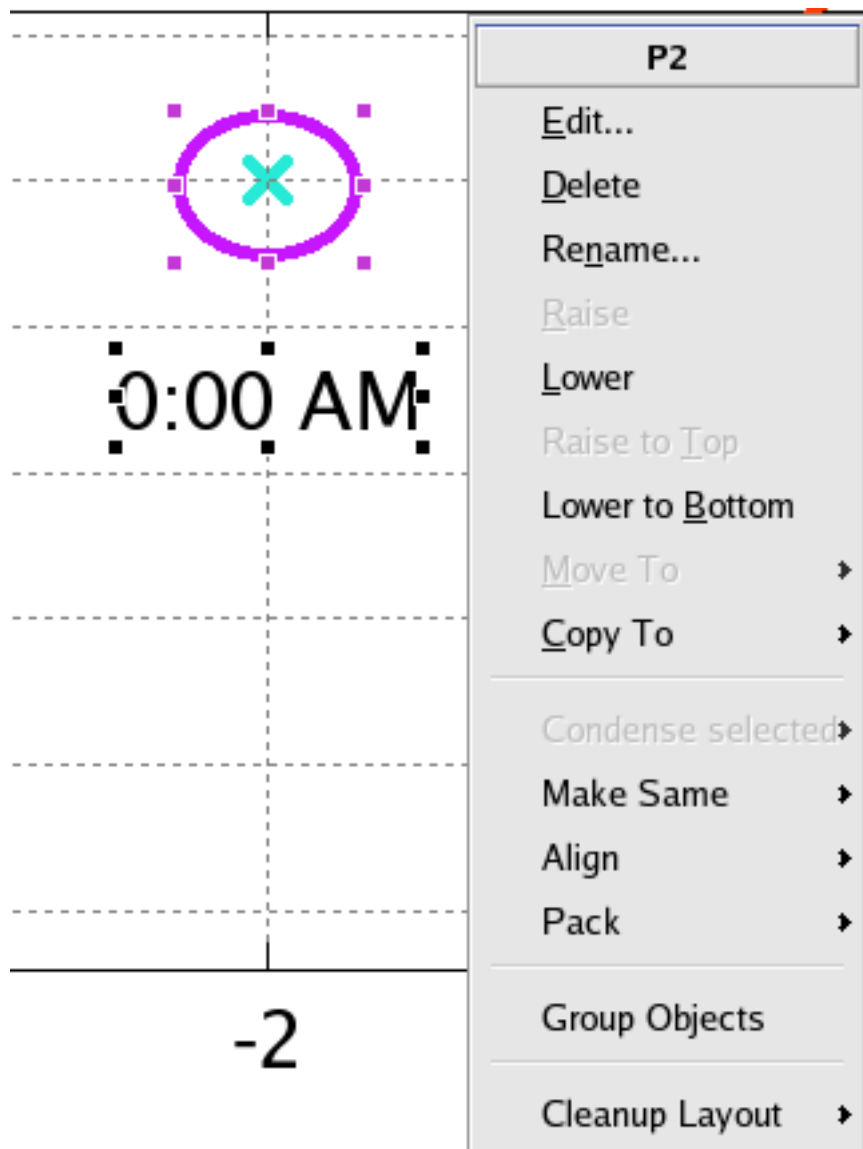 0:00 AM
-2
P2
Edit...
Delete
Rename...
Raise
Lower
Raise to Top
Lower to Bottom
Move To
Copy To
Condense selected
Make Same
Align
Pack
Group Objects
Cleanup Layout